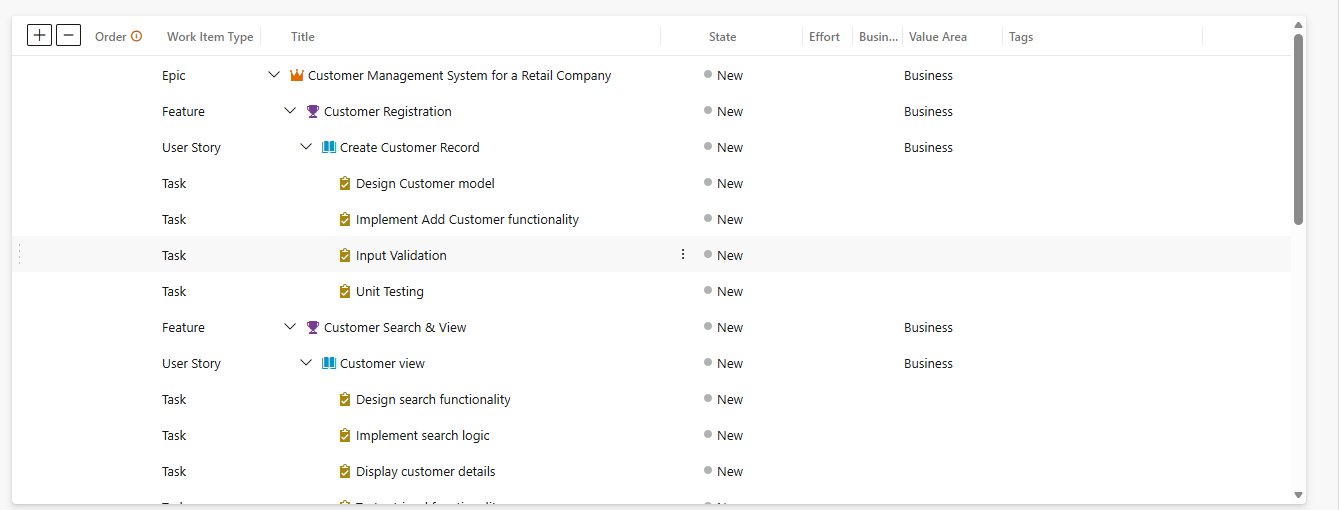 Order Work Item Type Title State Effort Busin... Value Area Tags
Epic Customer Management System for a Retail Company New Business
Feature Customer Registration New Business
User Story Create Customer Record New Business
Task Design Customer model New
Task Implement Add Customer functionality New
Task Input Validation New
Task Unit Testing New
Feature Customer Search & View New Business
User Story Customer view New Business
Task Design search functionality New
Task Implement search logic New
Task Display customer details New